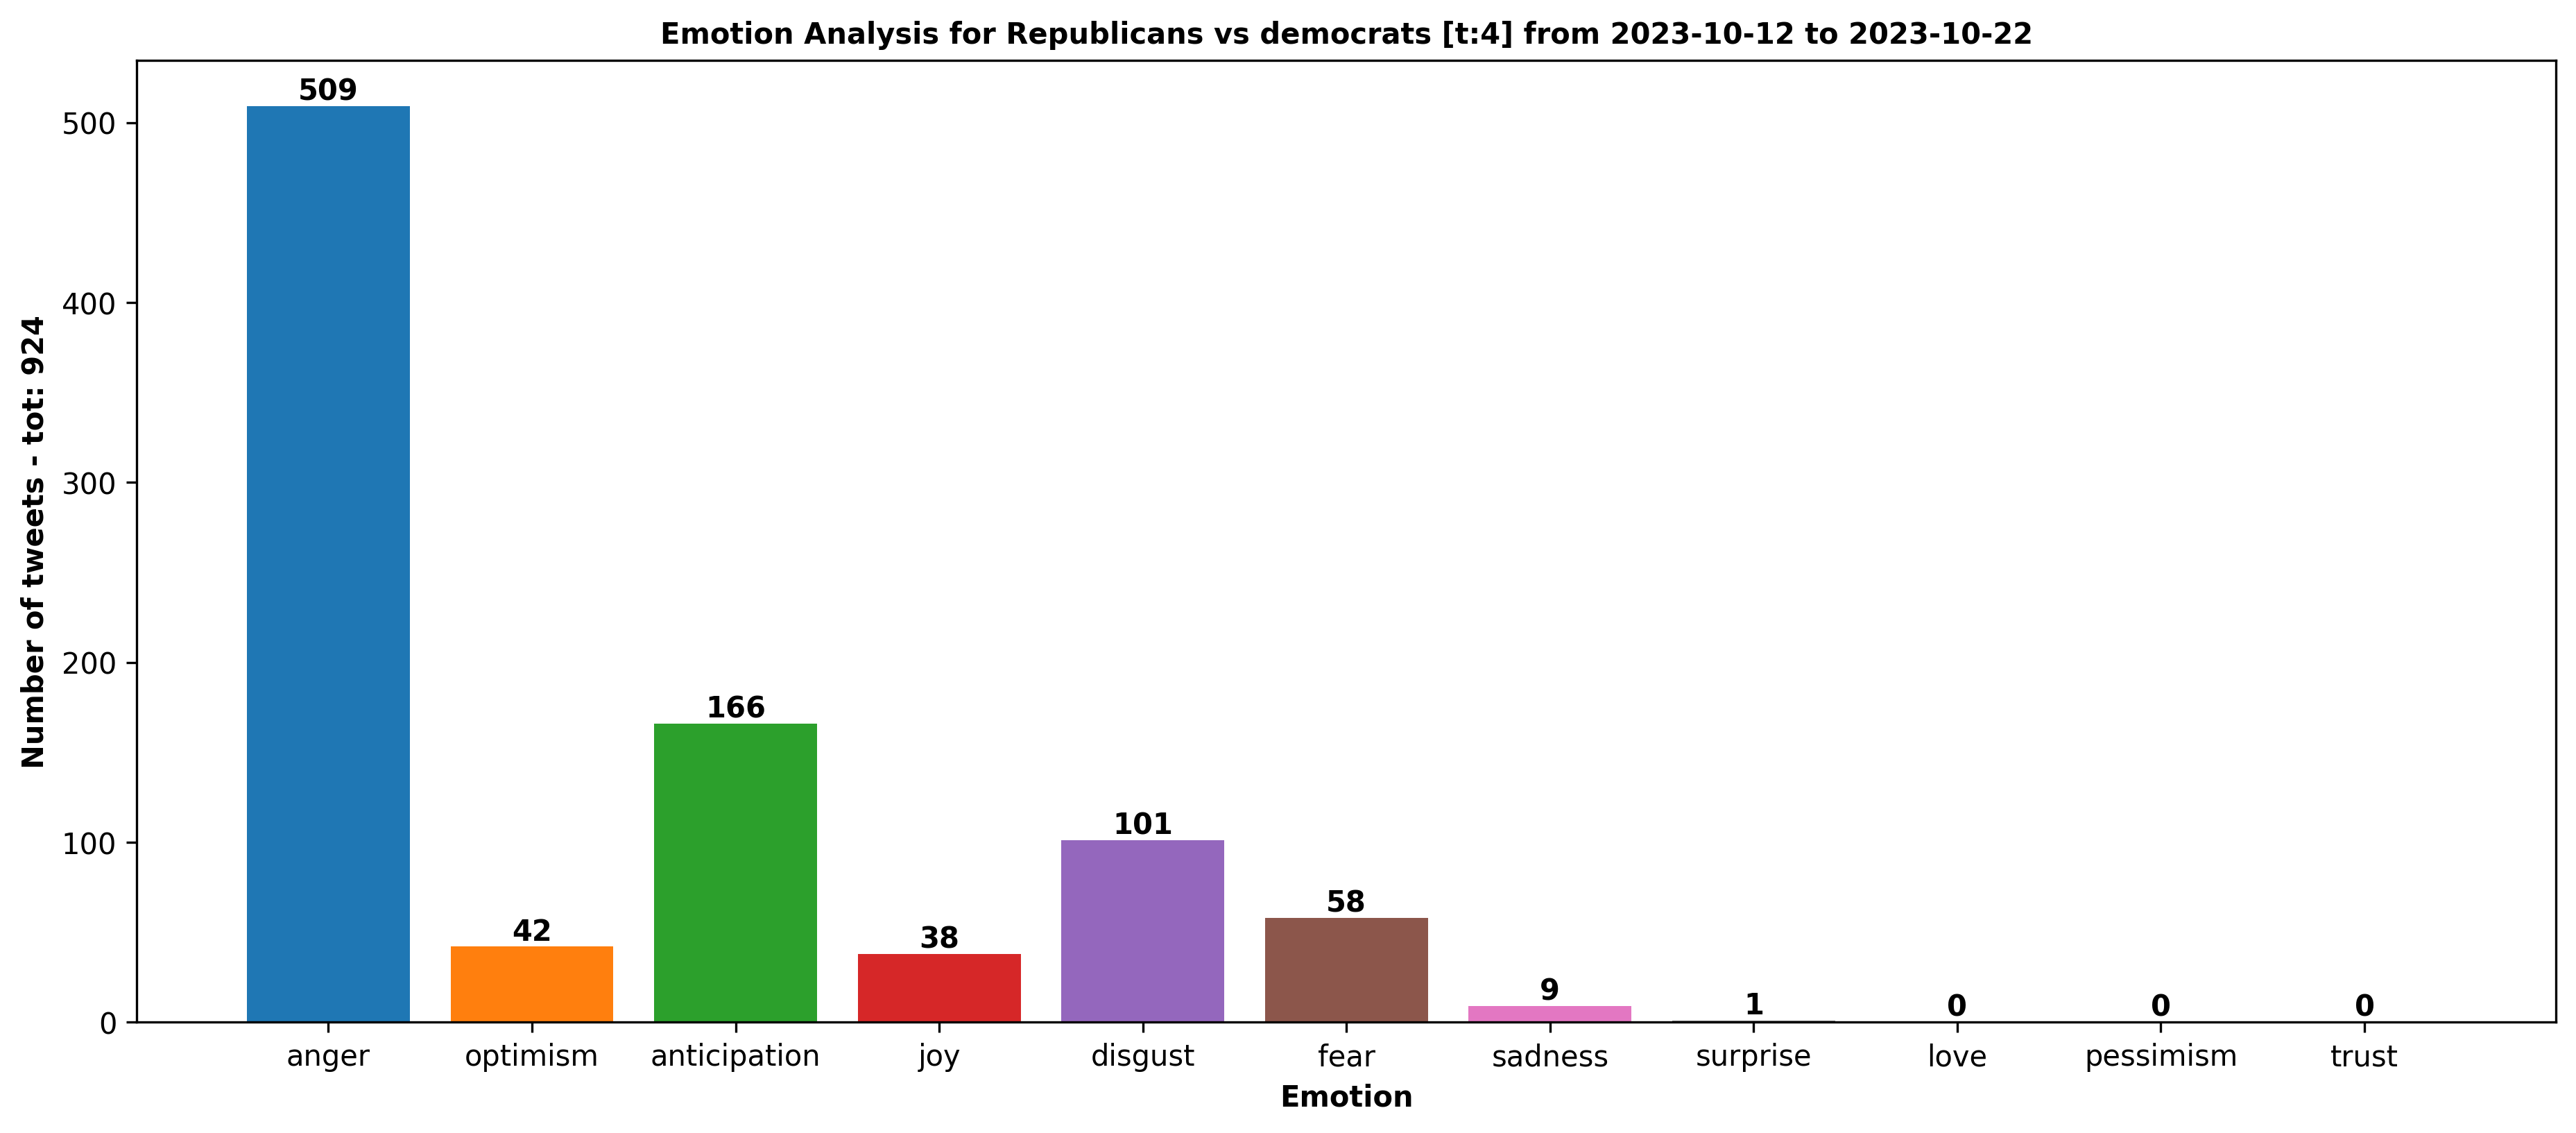 Emotion Analysis for Republicans vs democrats [t:4] from 2023-10-12 to 2023-10-22
Number of tweets - tot: 924
500
400
300
200
100
0
509
42
166
38
101
58
9
1
0
0
0
anger
optimism
anticipation
joy
disgust
fear
sadness
surprise
love
pessimism
trust
Emotion